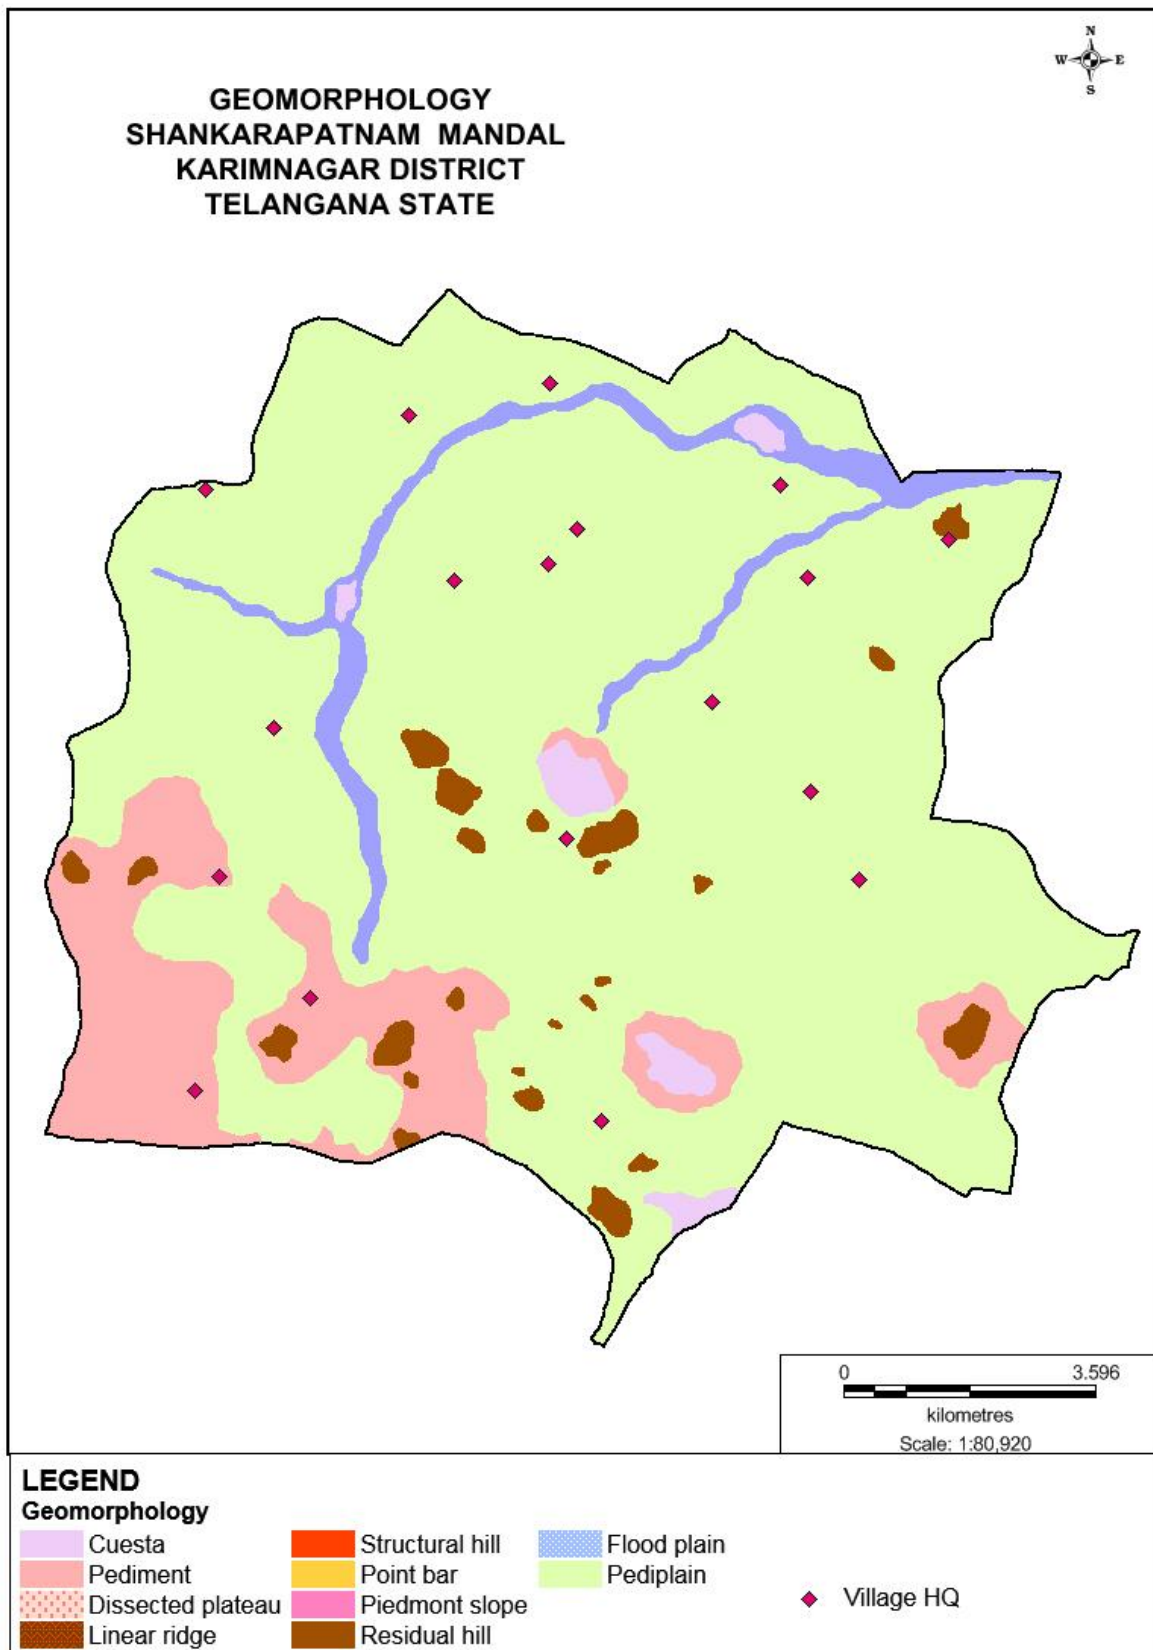 N
W E
S
GEOMORPHOLOGY
SHANKARAPATNAM MANDAL
KARIMNAGAR DISTRICT
TELANGANA STATE
0 3.596
kilometres
Scale: 1:80,920
LEGEND
Geomorphology
Cuesta
Pediment
Dissected plateau
Linear ridge
Structural hill
Point bar
Piedmont slope
Residual hill
Flood plain
Pediplain
Village HQ